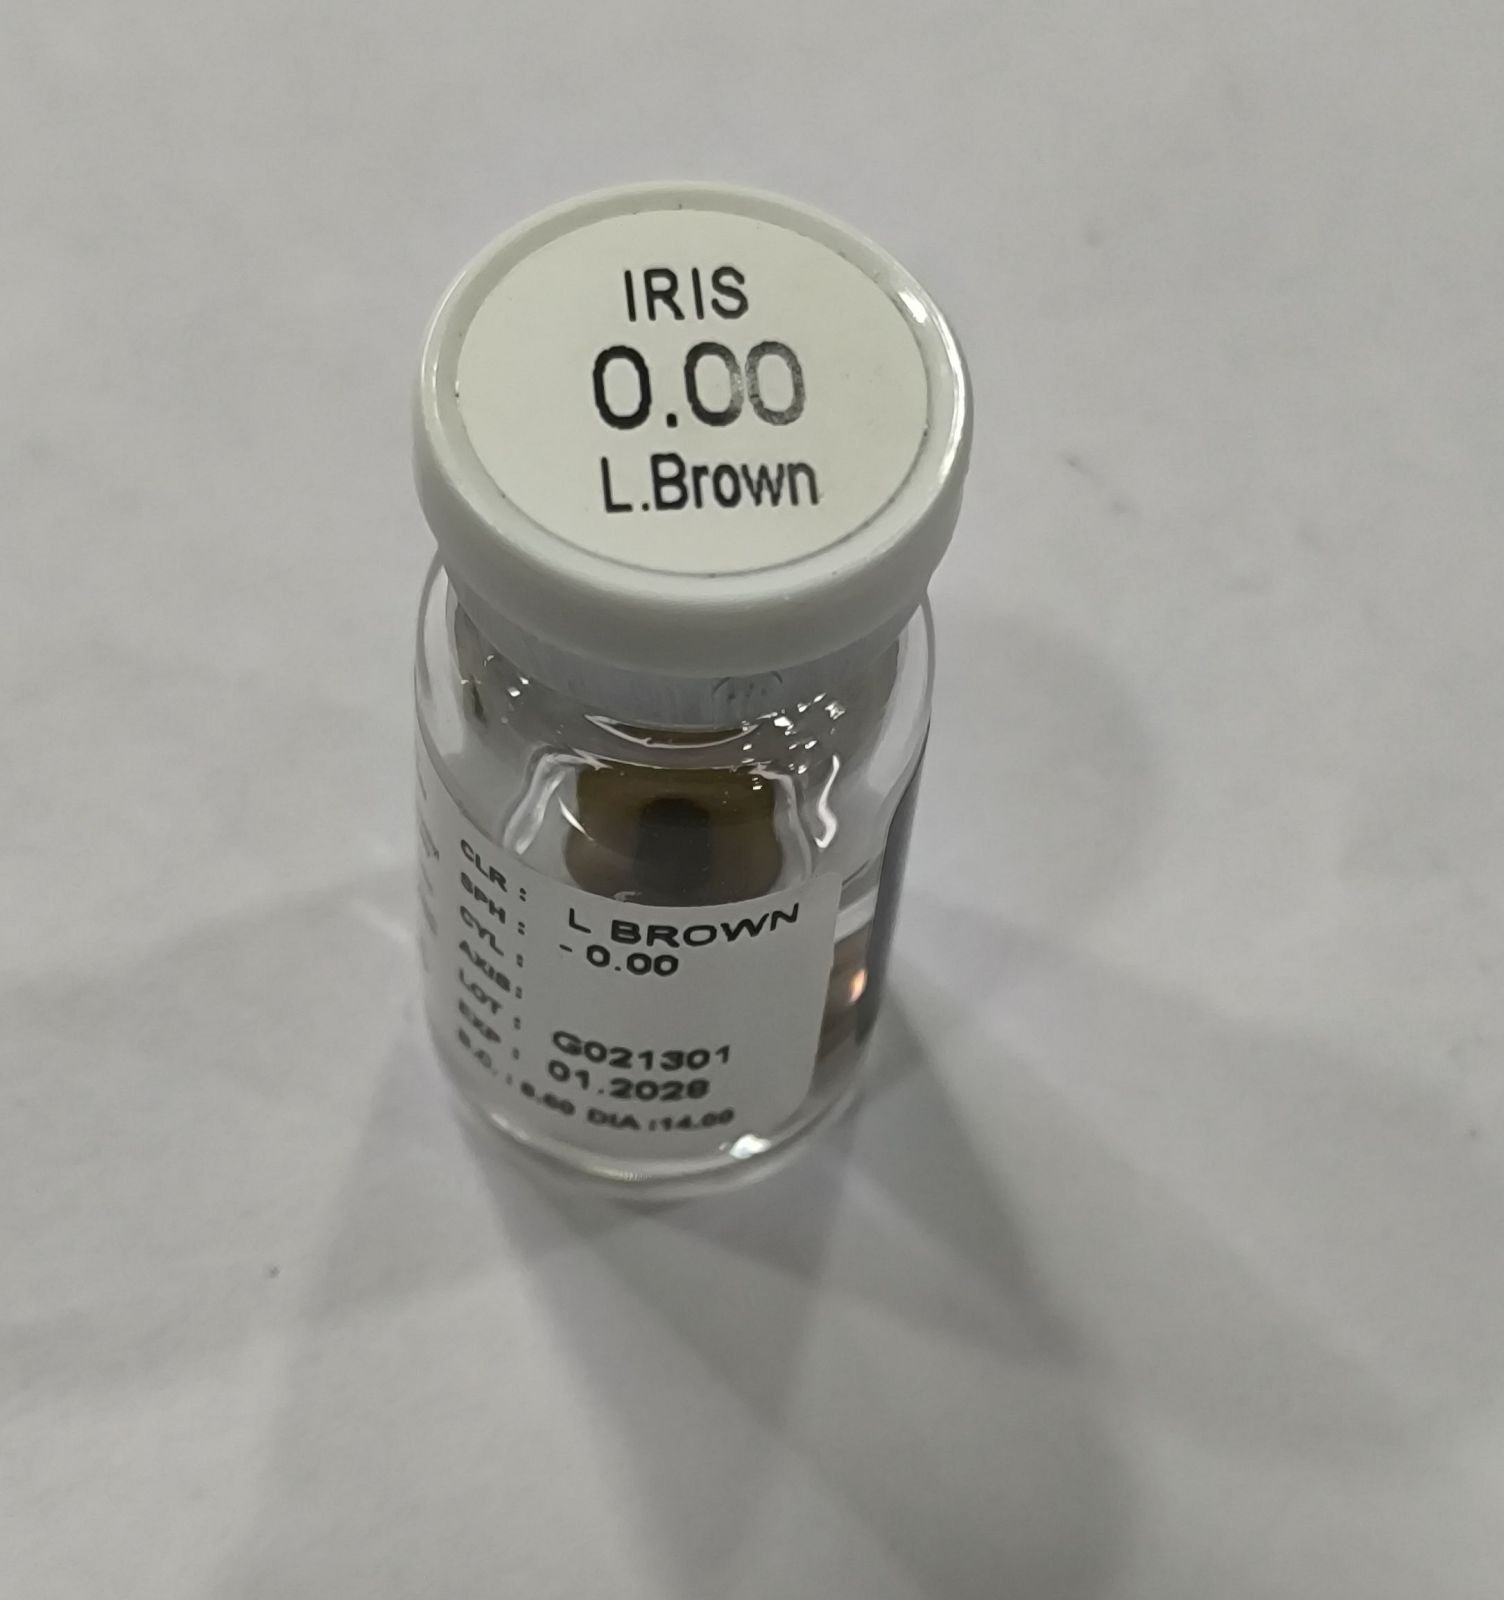 IRIS
0.00
L.Brown
CLR : L BROWN
SPH : - 0.00
CYL :
AXIS:
LOT : G021301
EXP : 01.2028
DIA :14.00